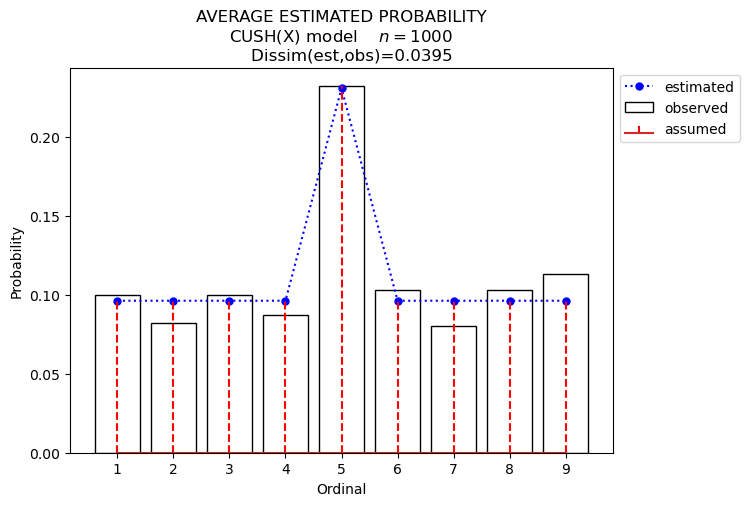 AVERAGE ESTIMATED PROBABILITY
CUSH(X) model    n = 1000
Dissim(est,obs)=0.0395
estimated
observed
assumed
Probability
0.20
0.15
0.10
0.05
0.00
1 2 3 4 5 6 7 8 9
Ordinal